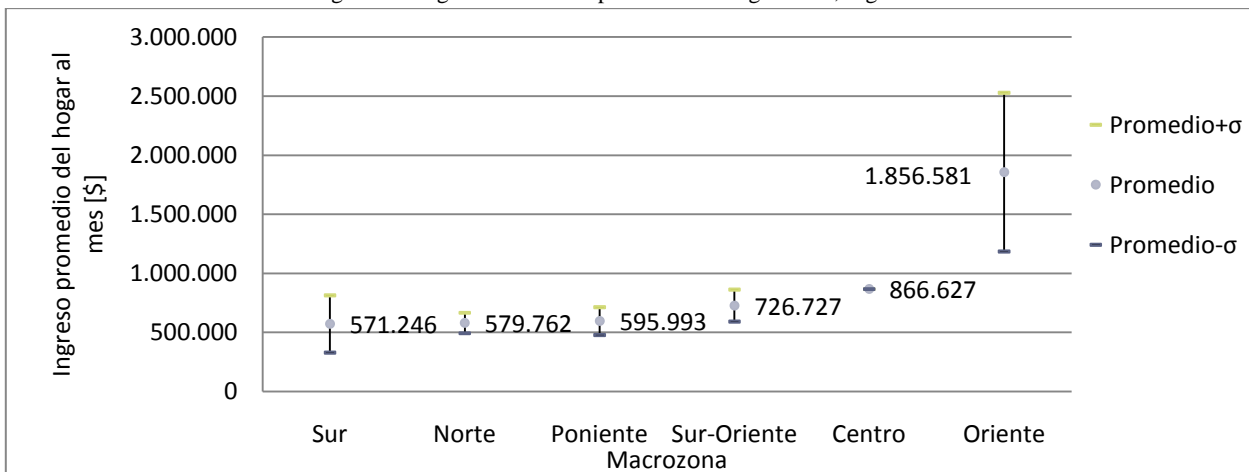 3.000.000
2.500.000
2.000.000
1.500.000
1.000.000
500.000
0
Ingreso promedio del hogar al
mes [$]
571.246
579.762
595.993
726.727
866.627
1.856.581
Sur
Norte
Poniente
Sur-Oriente
Centro
Oriente
Macrozona
Promedio+σ
Promedio
Promedio-σ